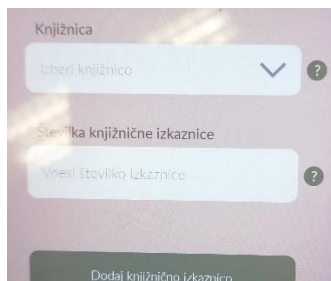 Knjižnica
Izberi knjižnico
?
Številka knjižnične izkaznice
Vnesi številko izkaznice
?
Dodaj knjižnično izkaznico